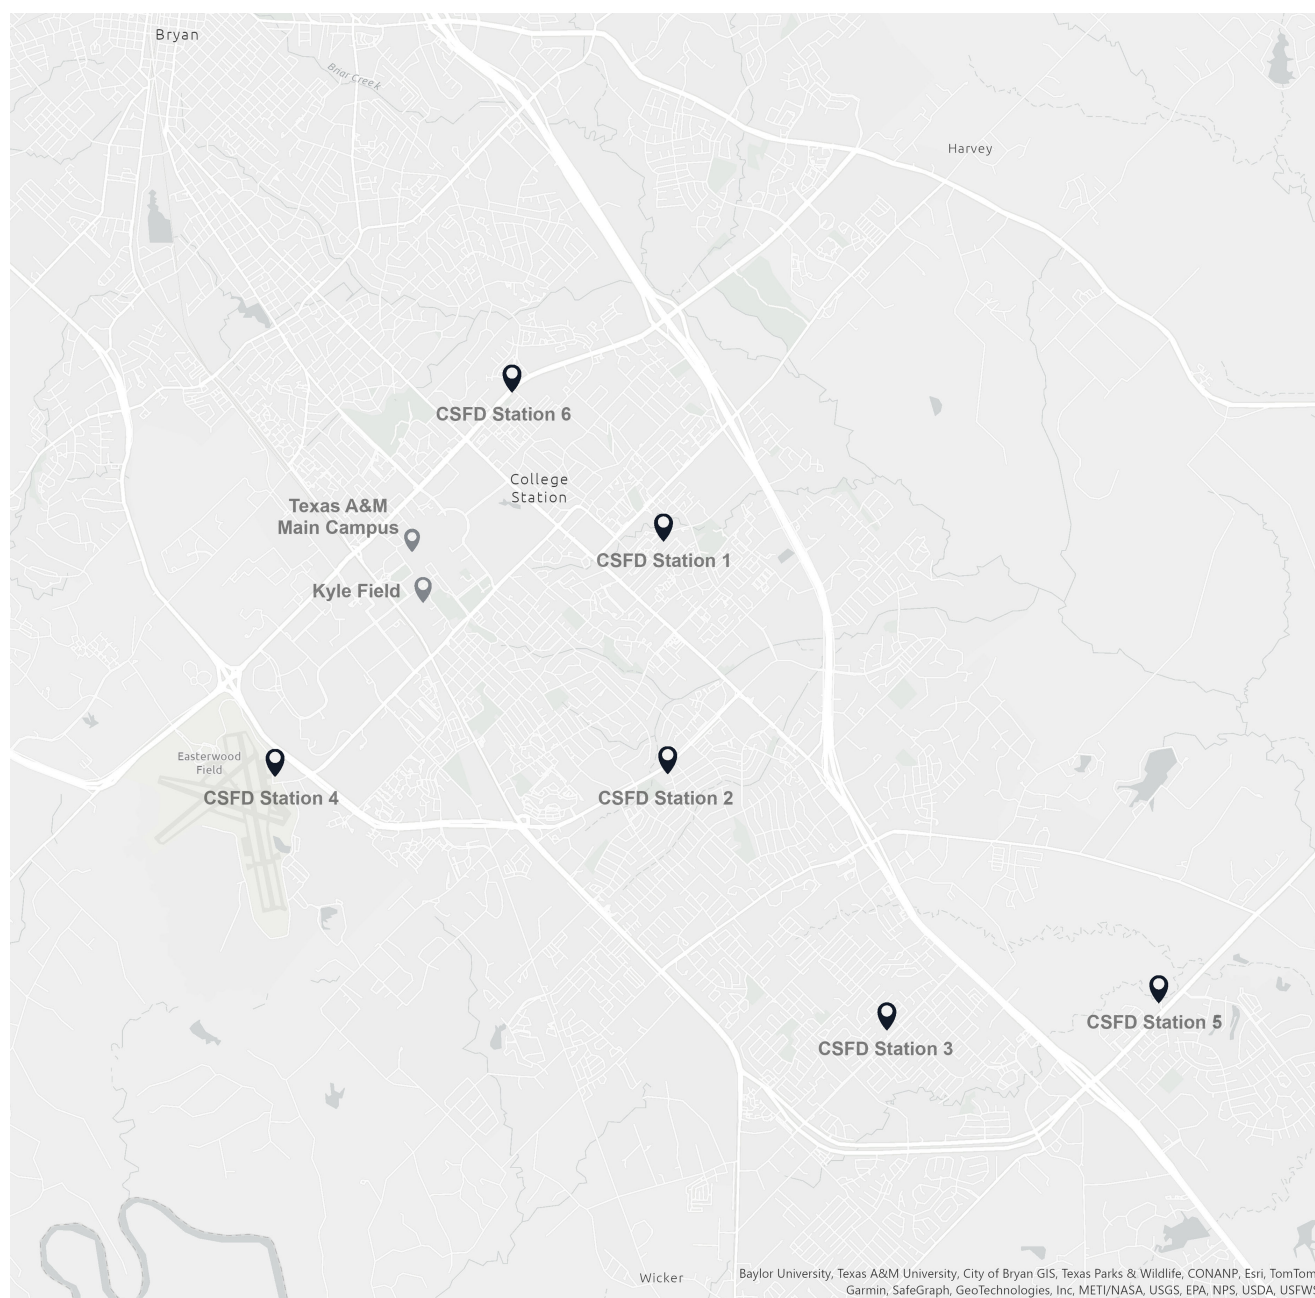 Bryan
Briar Creek
Harvey
CSFD Station 6
College
Station
Texas A&M
Main Campus
CSFD Station 1
Kyle Field
Easterwood
Field
CSFD Station 4
CSFD Station 2
CSFD Station 5
CSFD Station 3
Wicker
Baylor University, Texas A&M University, City of Bryan GIS, Texas Parks & Wildlife, CONANP, Esri, TomTom
Garmin, SafeGraph, GeoTechnologies, Inc, METI/NASA, USGS, EPA, NPS, USDA, USFWS